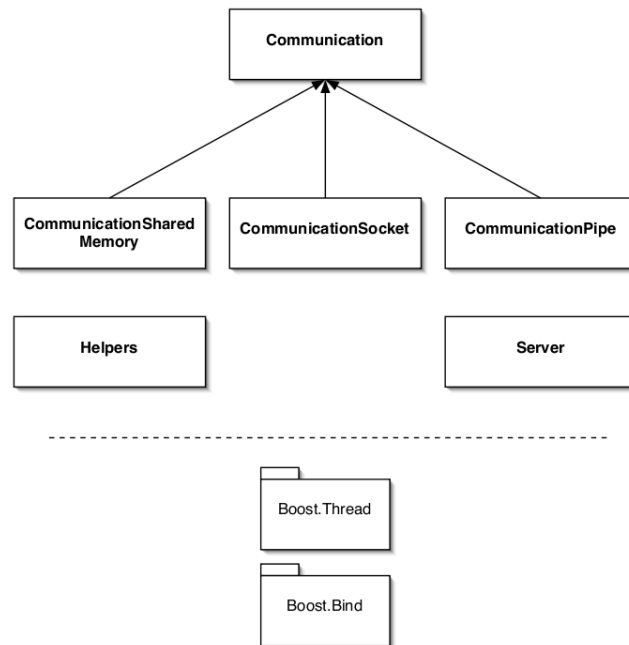 Communication
CommunicationShared
Memory
CommunicationSocket
CommunicationPipe
Helpers
Server
Boost.Thread
Boost.Bind